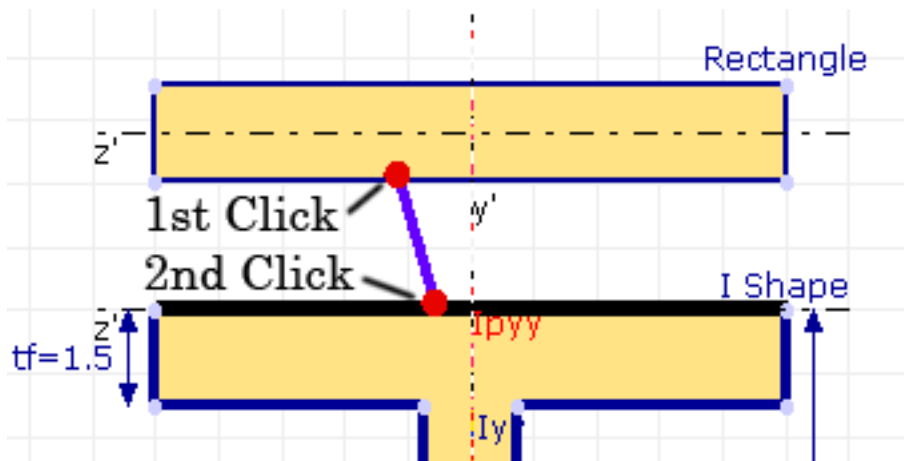 Rectangle
z'
1st Click
y'
2nd Click
I Shape
z'
Ipyy
tf=1.5
Iy